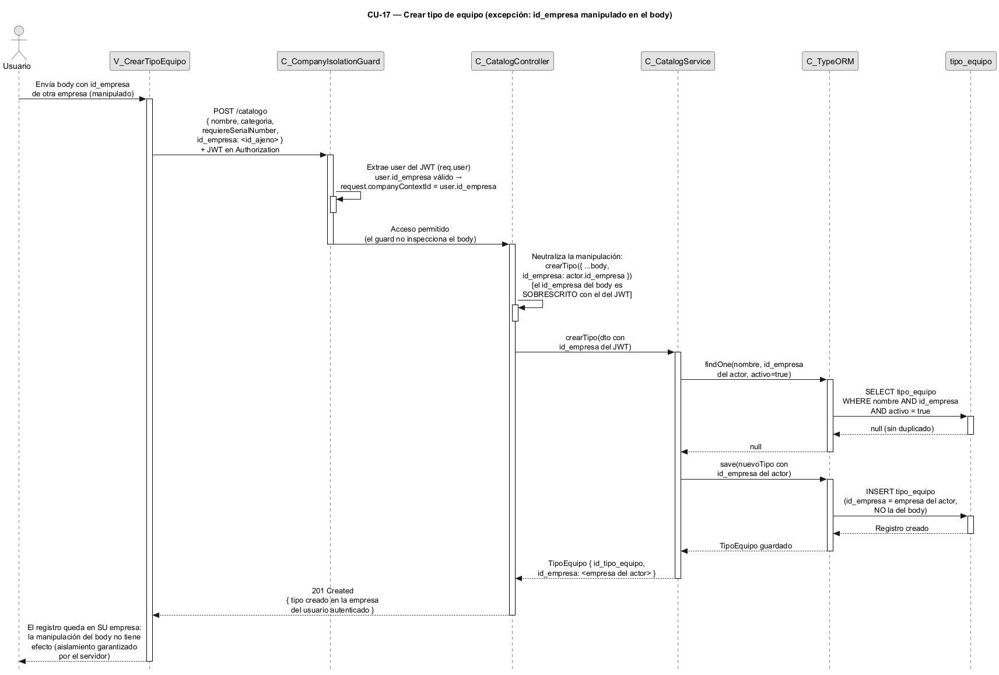 CU-17 — Crear tipo de equipo (excepción: id_empresa manipulado en el body)
Usuario
V_CrearTipoEquipo
C_CompanyIsolationGuard
C_CatalogController
C_CatalogService
C_TypeORM
tipo_equipo
Envía body con id_empresa
de otra empresa (manipulado)
POST /catalogo
{ nombre, categoria,
requiereSerialNumber,
id_empresa: <id_ajeno> }
+ JWT en Authorization
Extrae user del JWT (req.user)
user.id_empresa válido →
request.companyContextId = user.id_empresa
Acceso permitido
(el guard no inspecciona el body)
Neutraliza la manipulación:
crearTipo({ ...body,
id_empresa: actor.id_empresa })
[el id_empresa del body es
SOBRESCRITO con el del JWT]
crearTipo(dto con
id_empresa del JWT)
findOne(nombre, id_empresa
del actor, activo=true)
SELECT tipo_equipo
WHERE nombre AND id_empresa
AND activo = true
null (sin duplicado)
null
save(nuevoTipo con
id_empresa del actor)
INSERT tipo_equipo
(id_empresa = empresa del actor,
NO la del body)
Registro creado
TipoEquipo guardado
TipoEquipo { id_tipo_equipo,
id_empresa: <empresa del actor> }
201 Created
{ tipo creado en la empresa
del usuario autenticado }
El registro queda en SU empresa:
la manipulación del body no tiene
efecto (aislamiento garantizado
por el servidor)